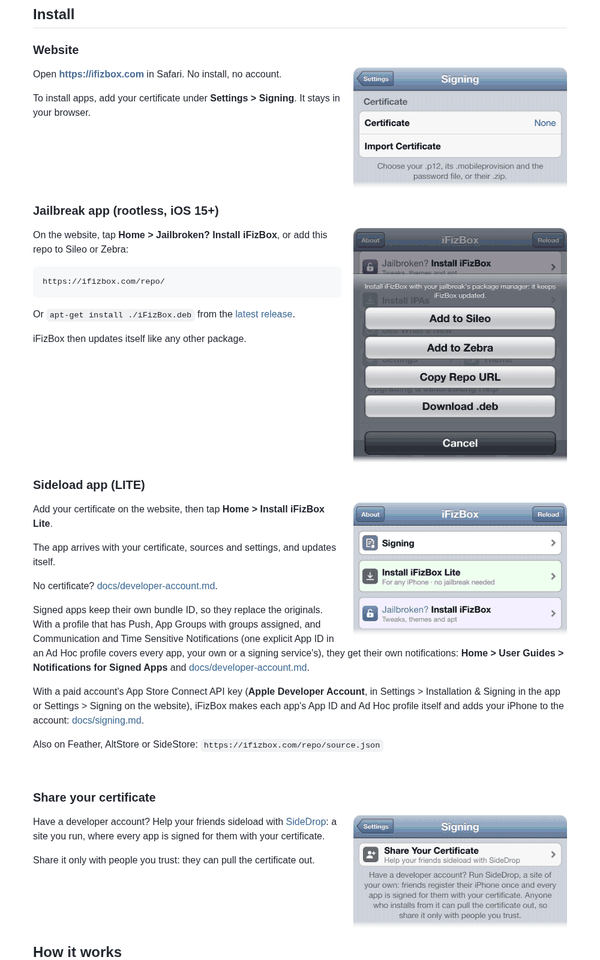 Install
Website
Open https://ifizbox.com in Safari. No install, no account.
To install apps, add your certificate under Settings > Signing. It stays in
your browser.
Settings
Signing
Certificate
Certificate
None
Import Certificate
Choose your .p12, its .mobileprovision and the
password file, or their .zip.
Jailbreak app (rootless, iOS 15+)
On the website, tap Home > Jailbroken? Install iFizBox, or add this
repo to Sileo or Zebra:
https://ifizbox.com/repo/
Or apt-get install ./iFizBox.deb from the latest release.
iFizBox then updates itself like any other package.
About
iFizBox
Reload
Jailbroken? Install iFizBox
Tweaks, themes and apt
Install iFizBox with your jailbreak's package manager: it keeps
iFizBox updated.
Install IPAs
Add to Sileo
Add to Zebra
Copy Repo URL
Download .deb
Cancel
Sideload app (LITE)
Add your certificate on the website, then tap Home > Install iFizBox
Lite.
The app arrives with your certificate, sources and settings, and updates
itself.
No certificate? docs/developer-account.md.
Signed apps keep their own bundle ID, so they replace the originals.
With a profile that has Push, App Groups with groups assigned, and
Communication and Time Sensitive Notifications (one explicit App ID in
an Ad Hoc profile covers every app, your own or a signing service's), they get their own notifications: Home > User Guides >
Notifications for Signed Apps and docs/developer-account.md.
About
iFizBox
Reload
Signing
Install iFizBox Lite
For any iPhone · no jailbreak needed
Jailbroken? Install iFizBox
Tweaks, themes and apt
With a paid account's App Store Connect API key (Apple Developer Account, in Settings > Installation & Signing in the app
or Settings > Signing on the website), iFizBox makes each app's App ID and Ad Hoc profile itself and adds your iPhone to the
account: docs/signing.md.
Also on Feather, AltStore or SideStore: https://ifizbox.com/repo/source.json
Share your certificate
Have a developer account? Help your friends sideload with SideDrop: a
site you run, where every app is signed for them with your certificate.
Share it only with people you trust: they can pull the certificate out.
Settings
Signing
Share Your Certificate
Help your friends sideload with SideDrop
Have a developer account? Run SideDrop, a site of
your own: friends register their iPhone once and every
app is signed for them with your certificate. Anyone
who installs from it can pull the certificate out, so
share it only with people you trust.
How it works